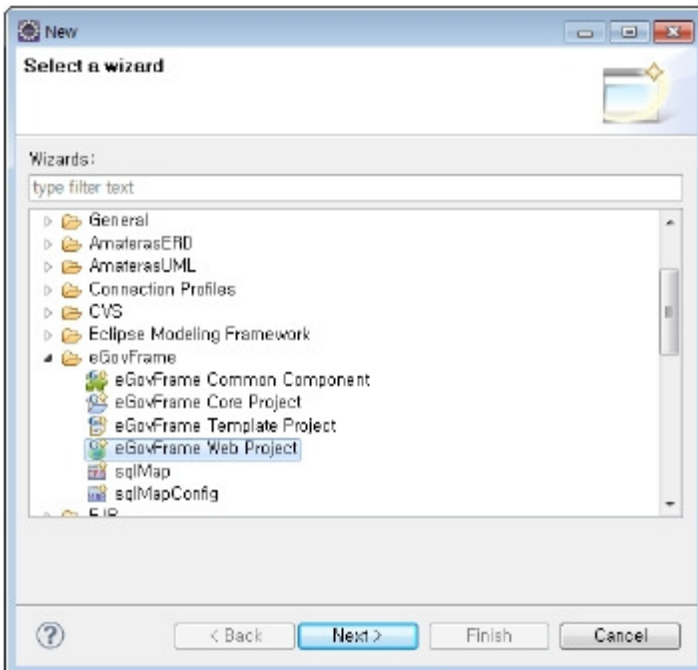 New
Select a wizard
Wizards:
type filter text
General
AmaterasERD
AmaterasUML
Connection Profiles
CVS
Eclipse Modeling Framework
eGovFrame
eGovFrame Common Component
eGovFrame Core Project
eGovFrame Template Project
eGovFrame Web Project
sqlMap
sqlMapConfig
EJB
?
< Back Next > Finish Cancel